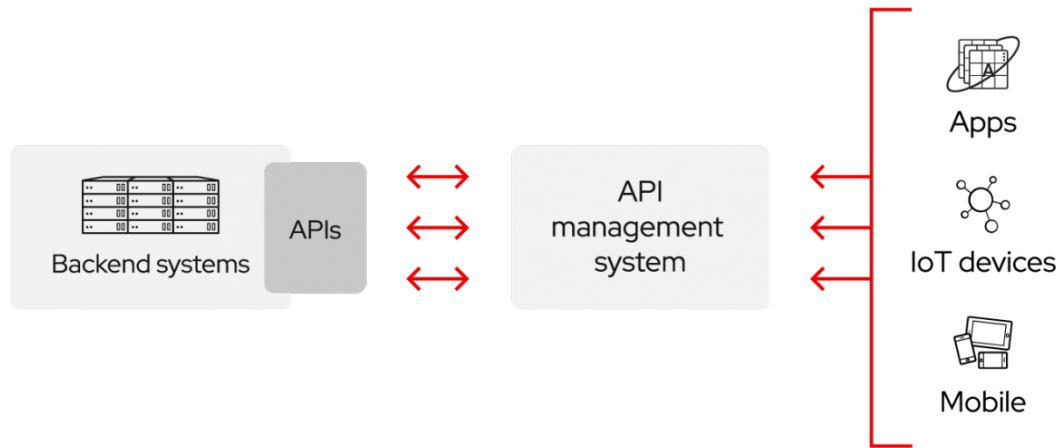 Backend systems
APIs
API
management
system
A
Apps
IoT devices
Mobile